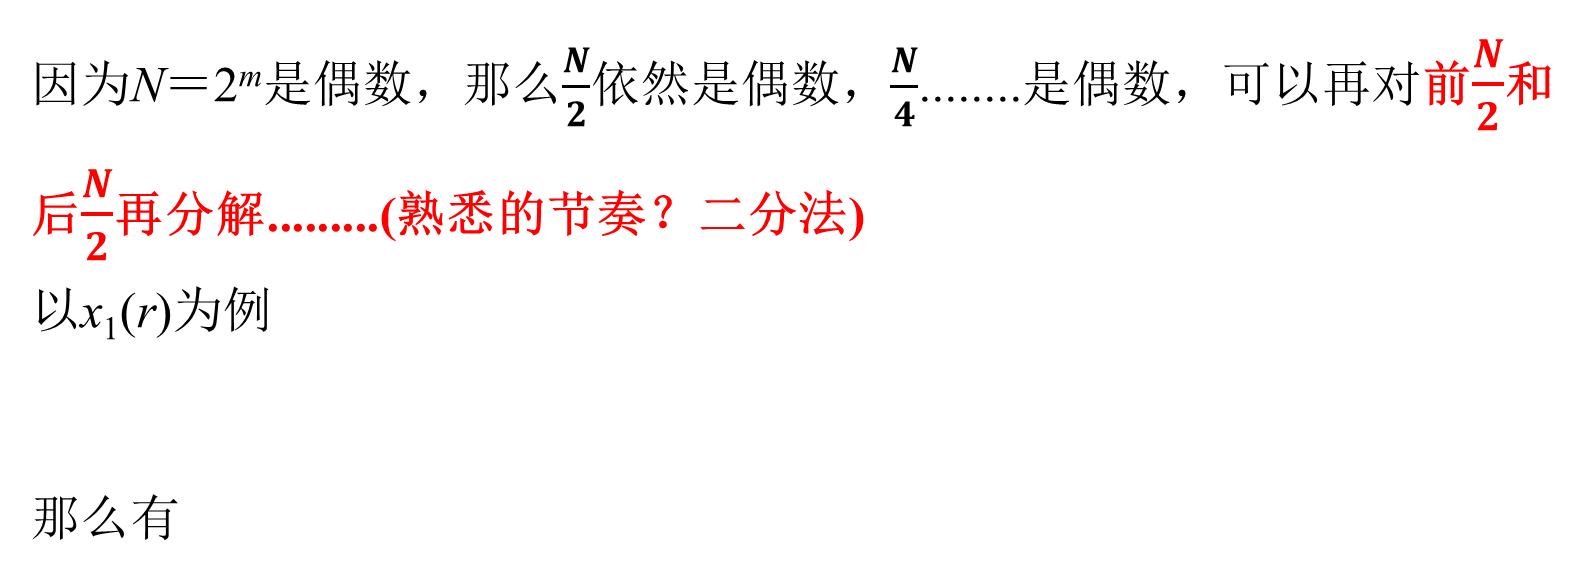 因为N＝2ᵐ是偶数，那么N/2依然是偶数，N/4........是偶数，可以再对前N/2和
后N/2再分解.........(熟悉的节奏？二分法)
以x₁(r)为例
那么有